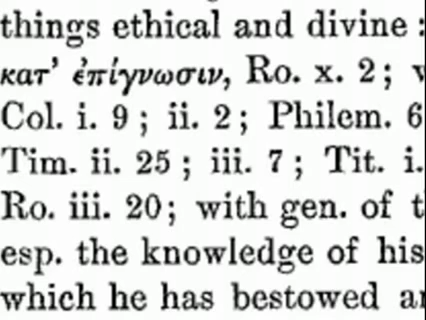 things ethical and divine :
κατ' ἐπίγνωσιν, Ro. x. 2;
Col. i. 9 ; ii. 2; Philem. 6
Tim. ii. 25 ; iii. 7 ; Tit. i.
Ro. iii. 20; with gen. of
esp. the knowledge of his
which he has bestowed